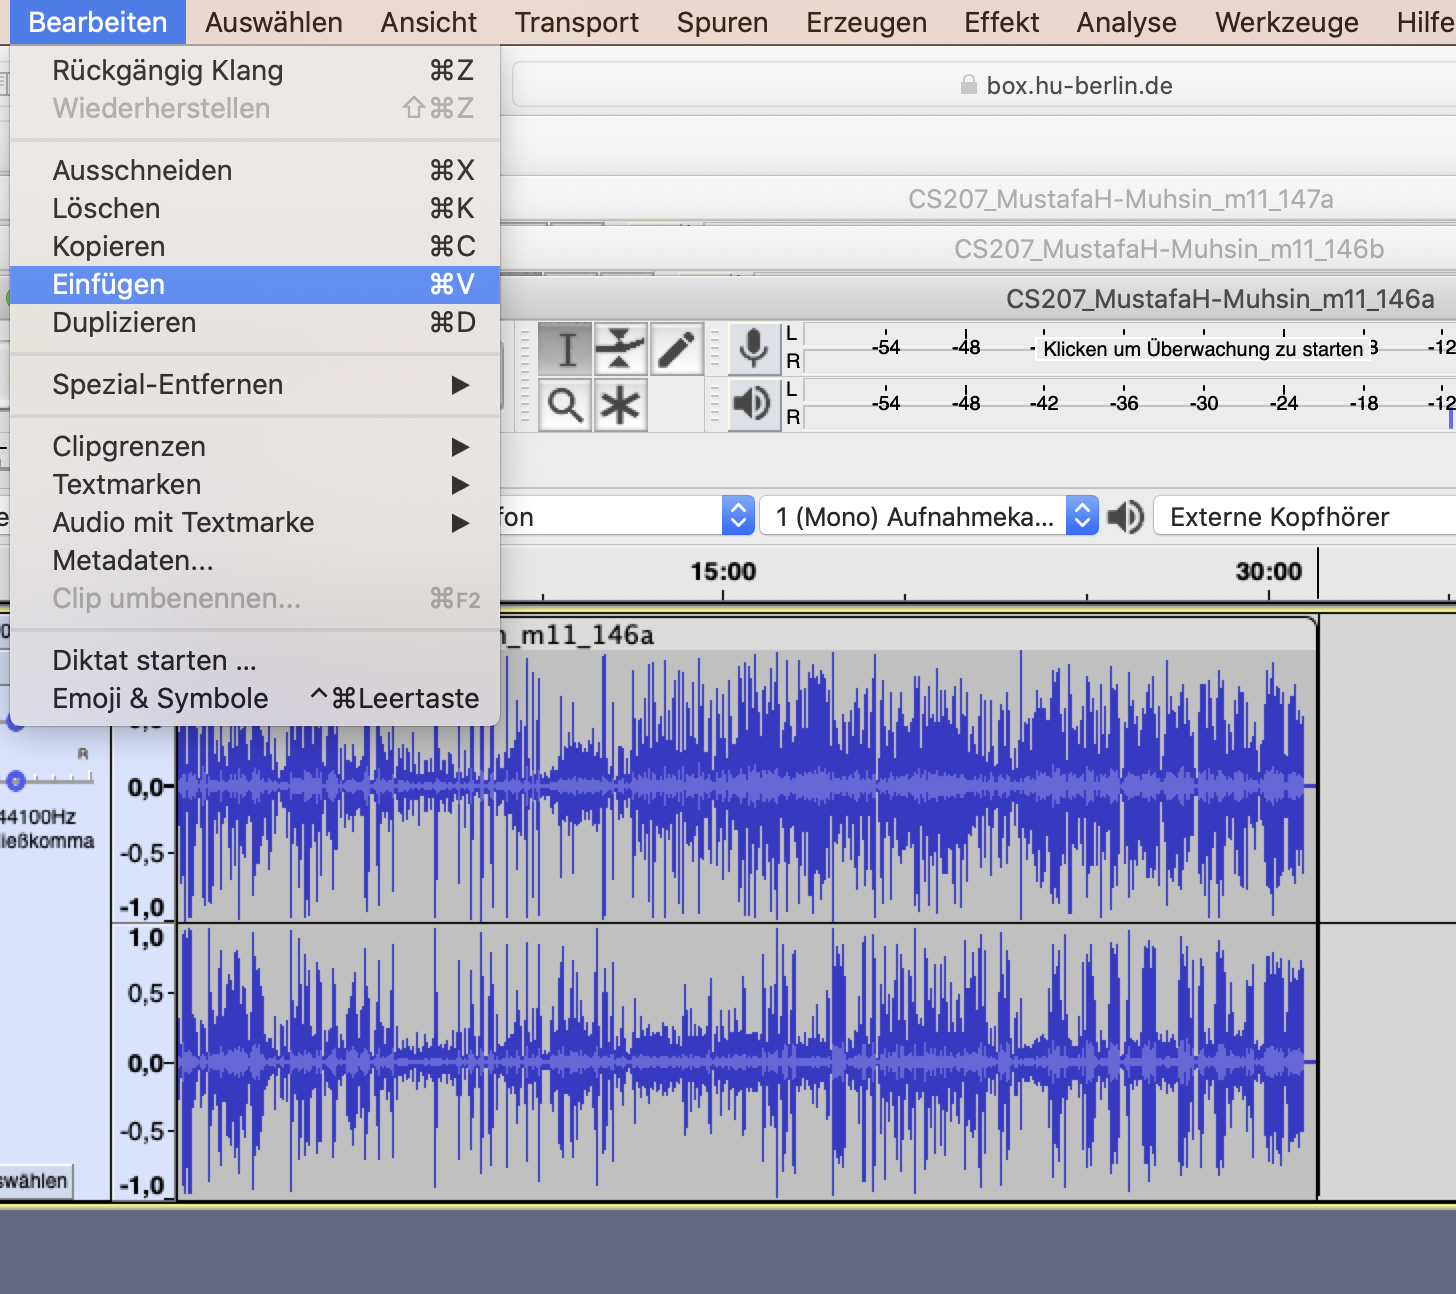 Bearbeiten Auswählen Ansicht Transport Spuren Erzeugen Effekt Analyse Werkzeuge Hilfe
Rückgängig Klang ⌘Z
Wiederherstellen ⇧⌘Z
Ausschneiden ⌘X
Löschen ⌘K
Kopieren ⌘C
Einfügen ⌘V
Duplizieren ⌘D
Spezial-Entfernen
Clipgrenzen
Textmarken
Audio mit Textmarke
Metadaten...
Clip umbenennen... ⌘F2
Diktat starten ...
Emoji & Symbole ^⌘Leertaste
box.hu-berlin.de
CS207_MustafaH-Muhsin_m11_147a
CS207_MustafaH-Muhsin_m11_146b
CS207_MustafaH-Muhsin_m11_146a
L
R
-54 -48 Klicken um Überwachung zu starten -12
L
R
-54 -48 -42 -36 -30 -24 -18 -12
fon 1 (Mono) Aufnahmeka... Externe Kopfhörer
15:00 30:00
_m11_146a
R
44100Hz
ließkomma
0,0
-0,5
-1,0
1,0
0,5
0,0
-0,5
-1,0
swählen